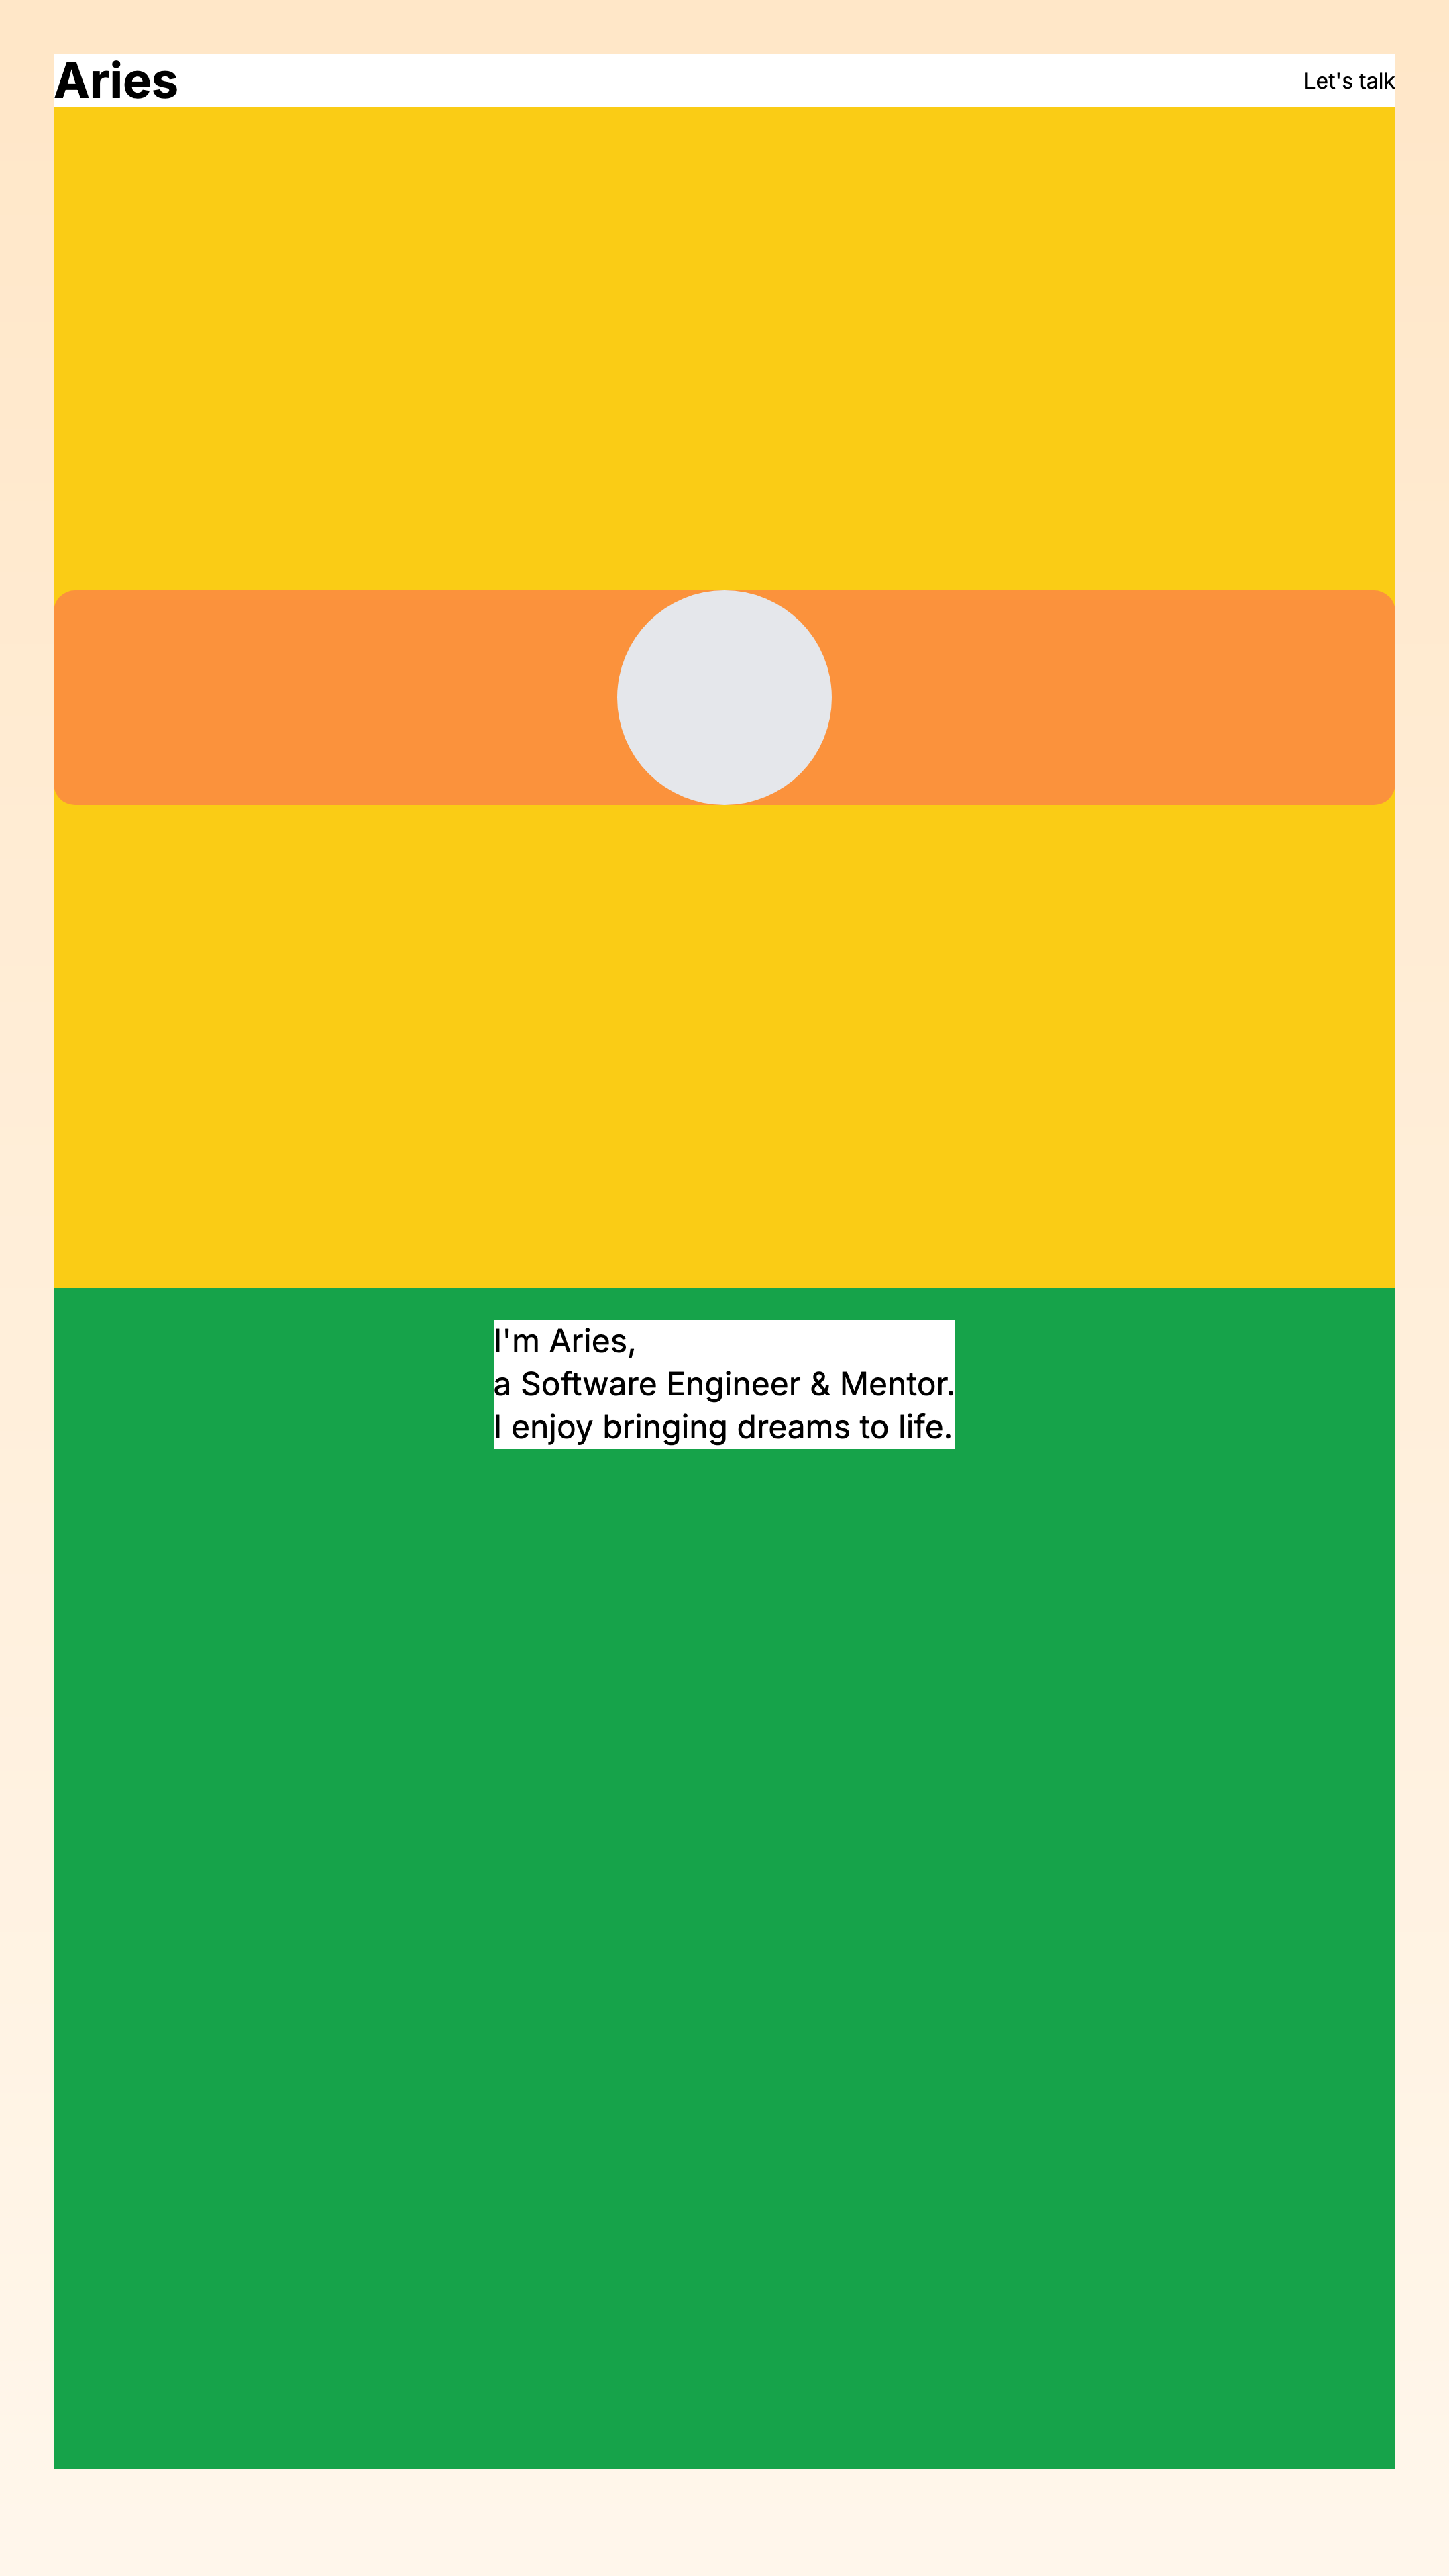 Aries
Let's talk
I'm Aries,
a Software Engineer & Mentor.
I enjoy bringing dreams to life.